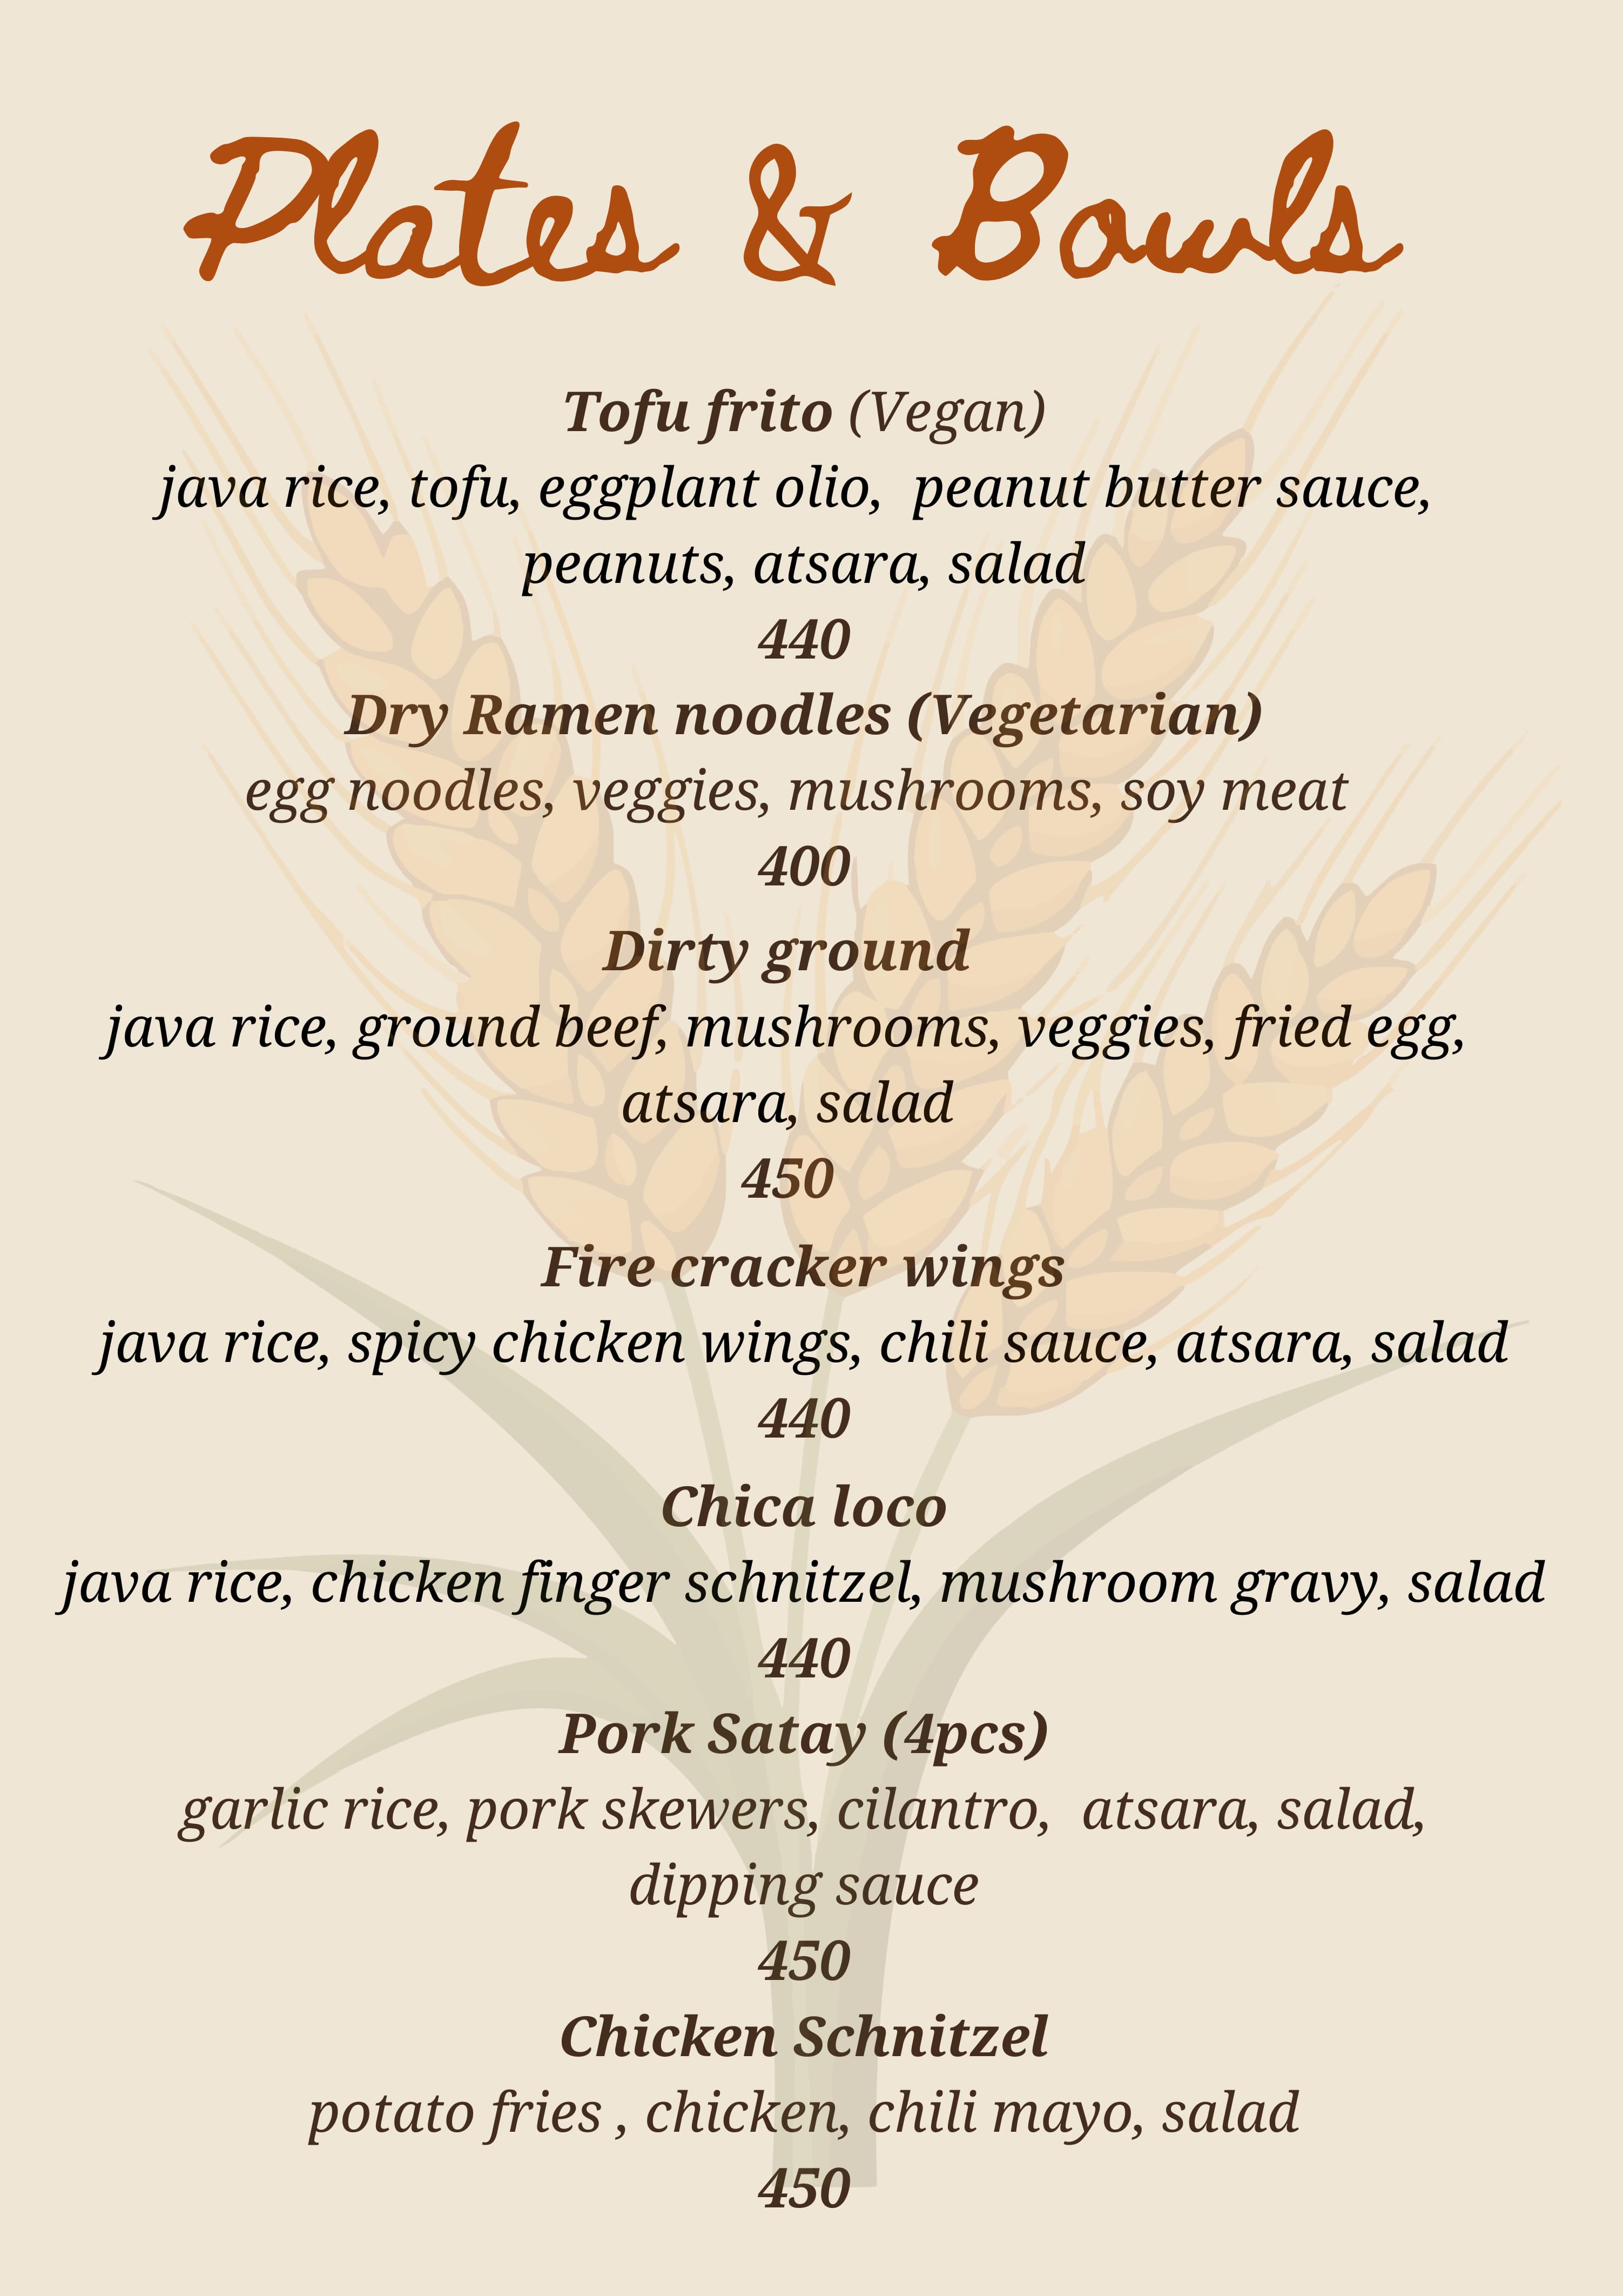 Plates & Bowls
Tofu frito (Vegan)
java rice, tofu, eggplant olio,  peanut butter sauce,
peanuts, atsara, salad
440
Dry Ramen noodles (Vegetarian)
egg noodles, veggies, mushrooms, soy meat
400
Dirty ground
java rice, ground beef, mushrooms, veggies, fried egg,
atsara, salad
450
Fire cracker wings
java rice, spicy chicken wings, chili sauce, atsara, salad
440
Chica loco
java rice, chicken finger schnitzel, mushroom gravy, salad
440
Pork Satay (4pcs)
garlic rice, pork skewers, cilantro,  atsara, salad,
dipping sauce
450
Chicken Schnitzel
potato fries , chicken, chili mayo, salad
450